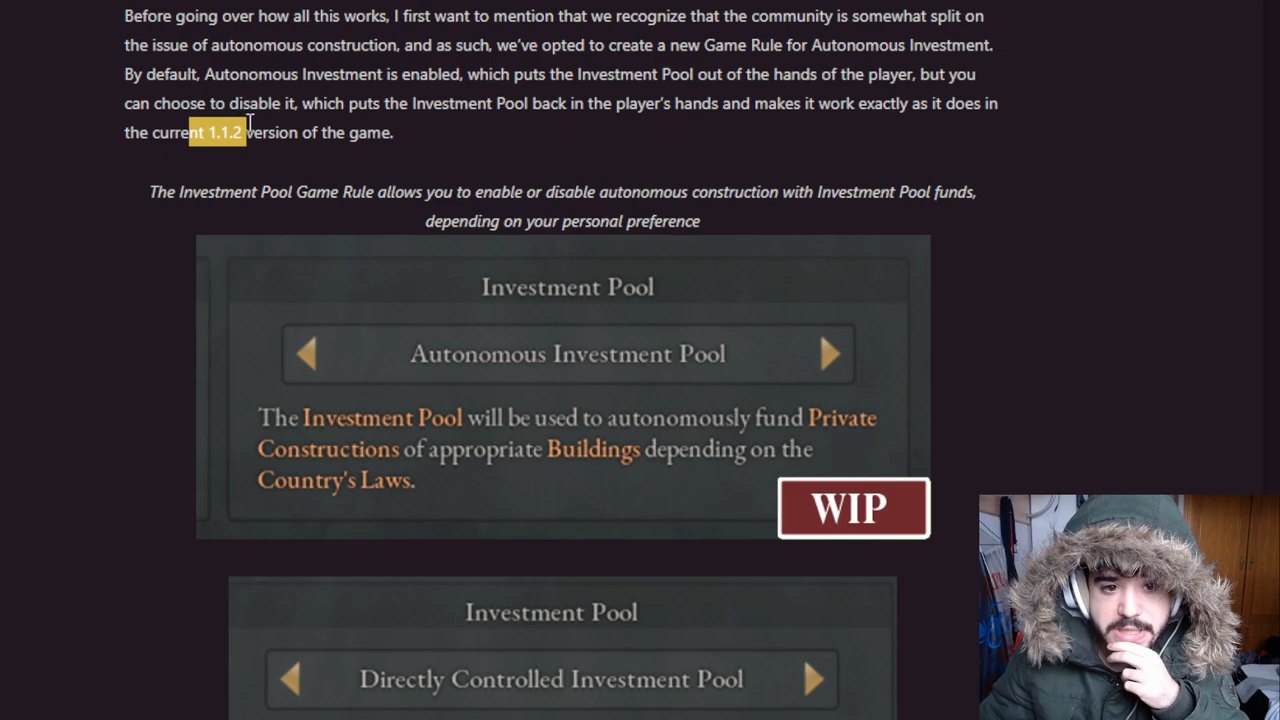 Before going over how all this works, I first want to mention that we recognize that the community is somewhat split on
the issue of autonomous construction, and as such, we've opted to create a new Game Rule for Autonomous Investment.
By default, Autonomous Investment is enabled, which puts the Investment Pool out of the hands of the player, but you
can choose to disable it, which puts the Investment Pool back in the player's hands and makes it work exactly as it does in
the current 1.1.2 version of the game.
The Investment Pool Game Rule allows you to enable or disable autonomous construction with Investment Pool funds,
depending on your personal preference
Investment Pool
Autonomous Investment Pool
The Investment Pool will be used to autonomously fund Private
Constructions of appropriate Buildings depending on the
Country's Laws.
WIP
Investment Pool
Directly Controlled Investment Pool